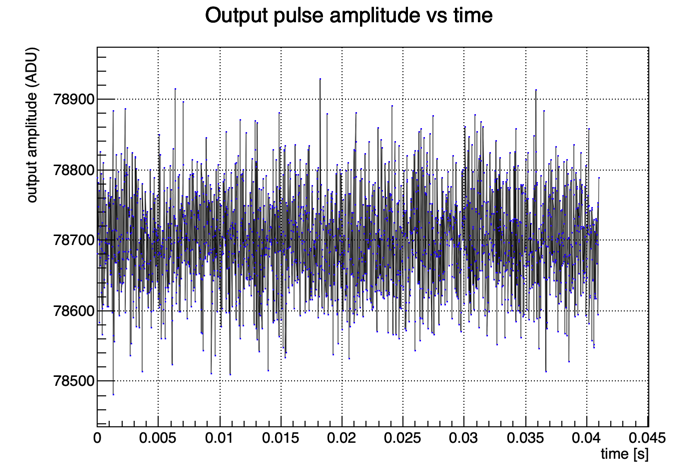 Output pulse amplitude vs time
output amplitude (ADU)
78900
78800
78700
78600
78500
0 0.005 0.01 0.015 0.02 0.025 0.03 0.035 0.04 0.045
time [s]